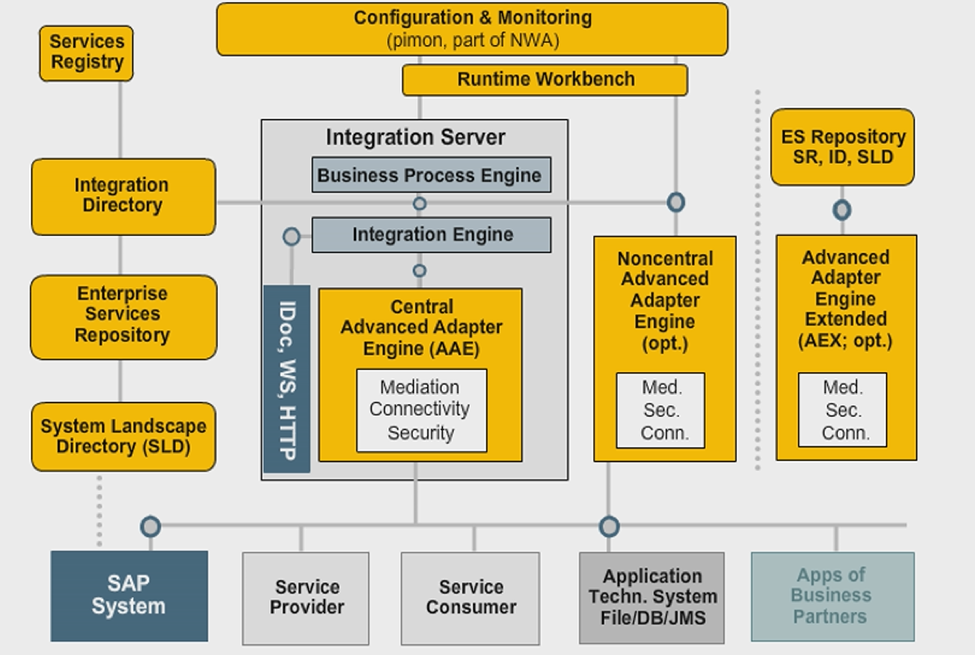 Configuration & Monitoring
(pimon, part of NWA)
Services
Registry
Runtime Workbench
Integration Server
Business Process Engine
ES Repository
SR, ID, SLD
Integration
Directory
Integration Engine
Noncentral
Advanced
Adapter
Engine
(opt.)
Advanced
Adapter
Engine
Extended
(AEX; opt.)
Enterprise
Services
Repository
IDoc, WS, HTTP
Central
Advanced Adapter
Engine (AAE)
Mediation
Connectivity
Security
Med.
Sec.
Conn.
Med.
Sec.
Conn.
System Landscape
Directory (SLD)
SAP
System
Service
Provider
Service
Consumer
Application
Techn. System
File/DB/JMS
Apps of
Business
Partners